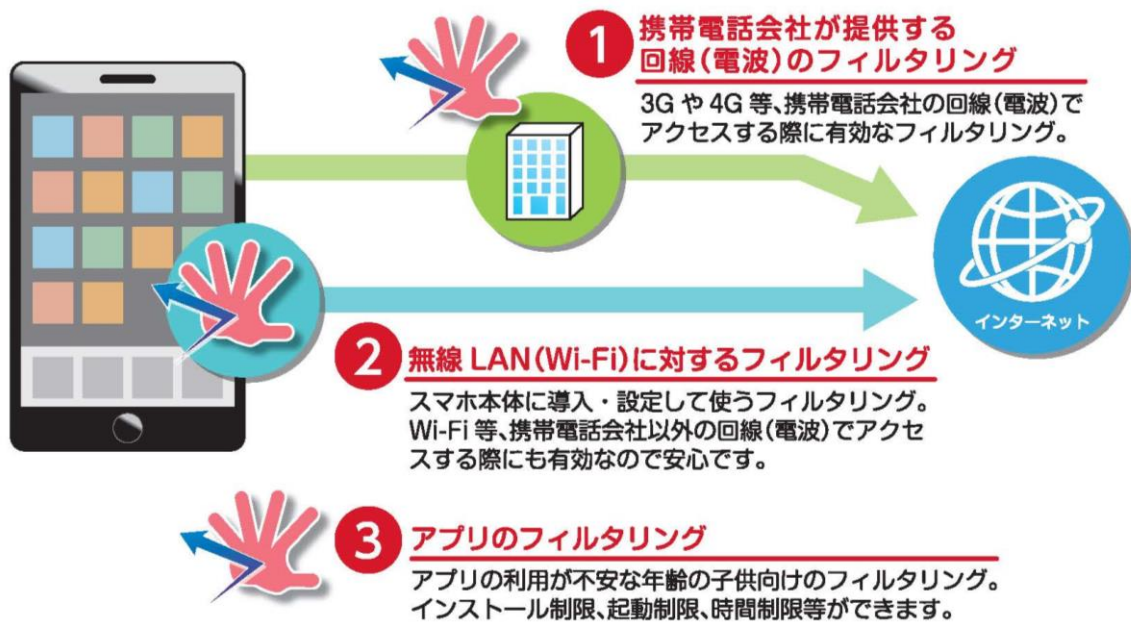 1
携帯電話会社が提供する
回線(電波)のフィルタリング
3G や 4G 等、携帯電話会社の回線(電波)で
アクセスする際に有効なフィルタリング。
インターネット
2
無線 LAN(Wi-Fi)に対するフィルタリング
スマホ本体に導入・設定して使うフィルタリング。
Wi-Fi 等、携帯電話会社以外の回線(電波)でアクセ
スする際にも有効なので安心です。
3
アプリのフィルタリング
アプリの利用が不安な年齢の子供向けのフィルタリング。
インストール制限、起動制限、時間制限等ができます。